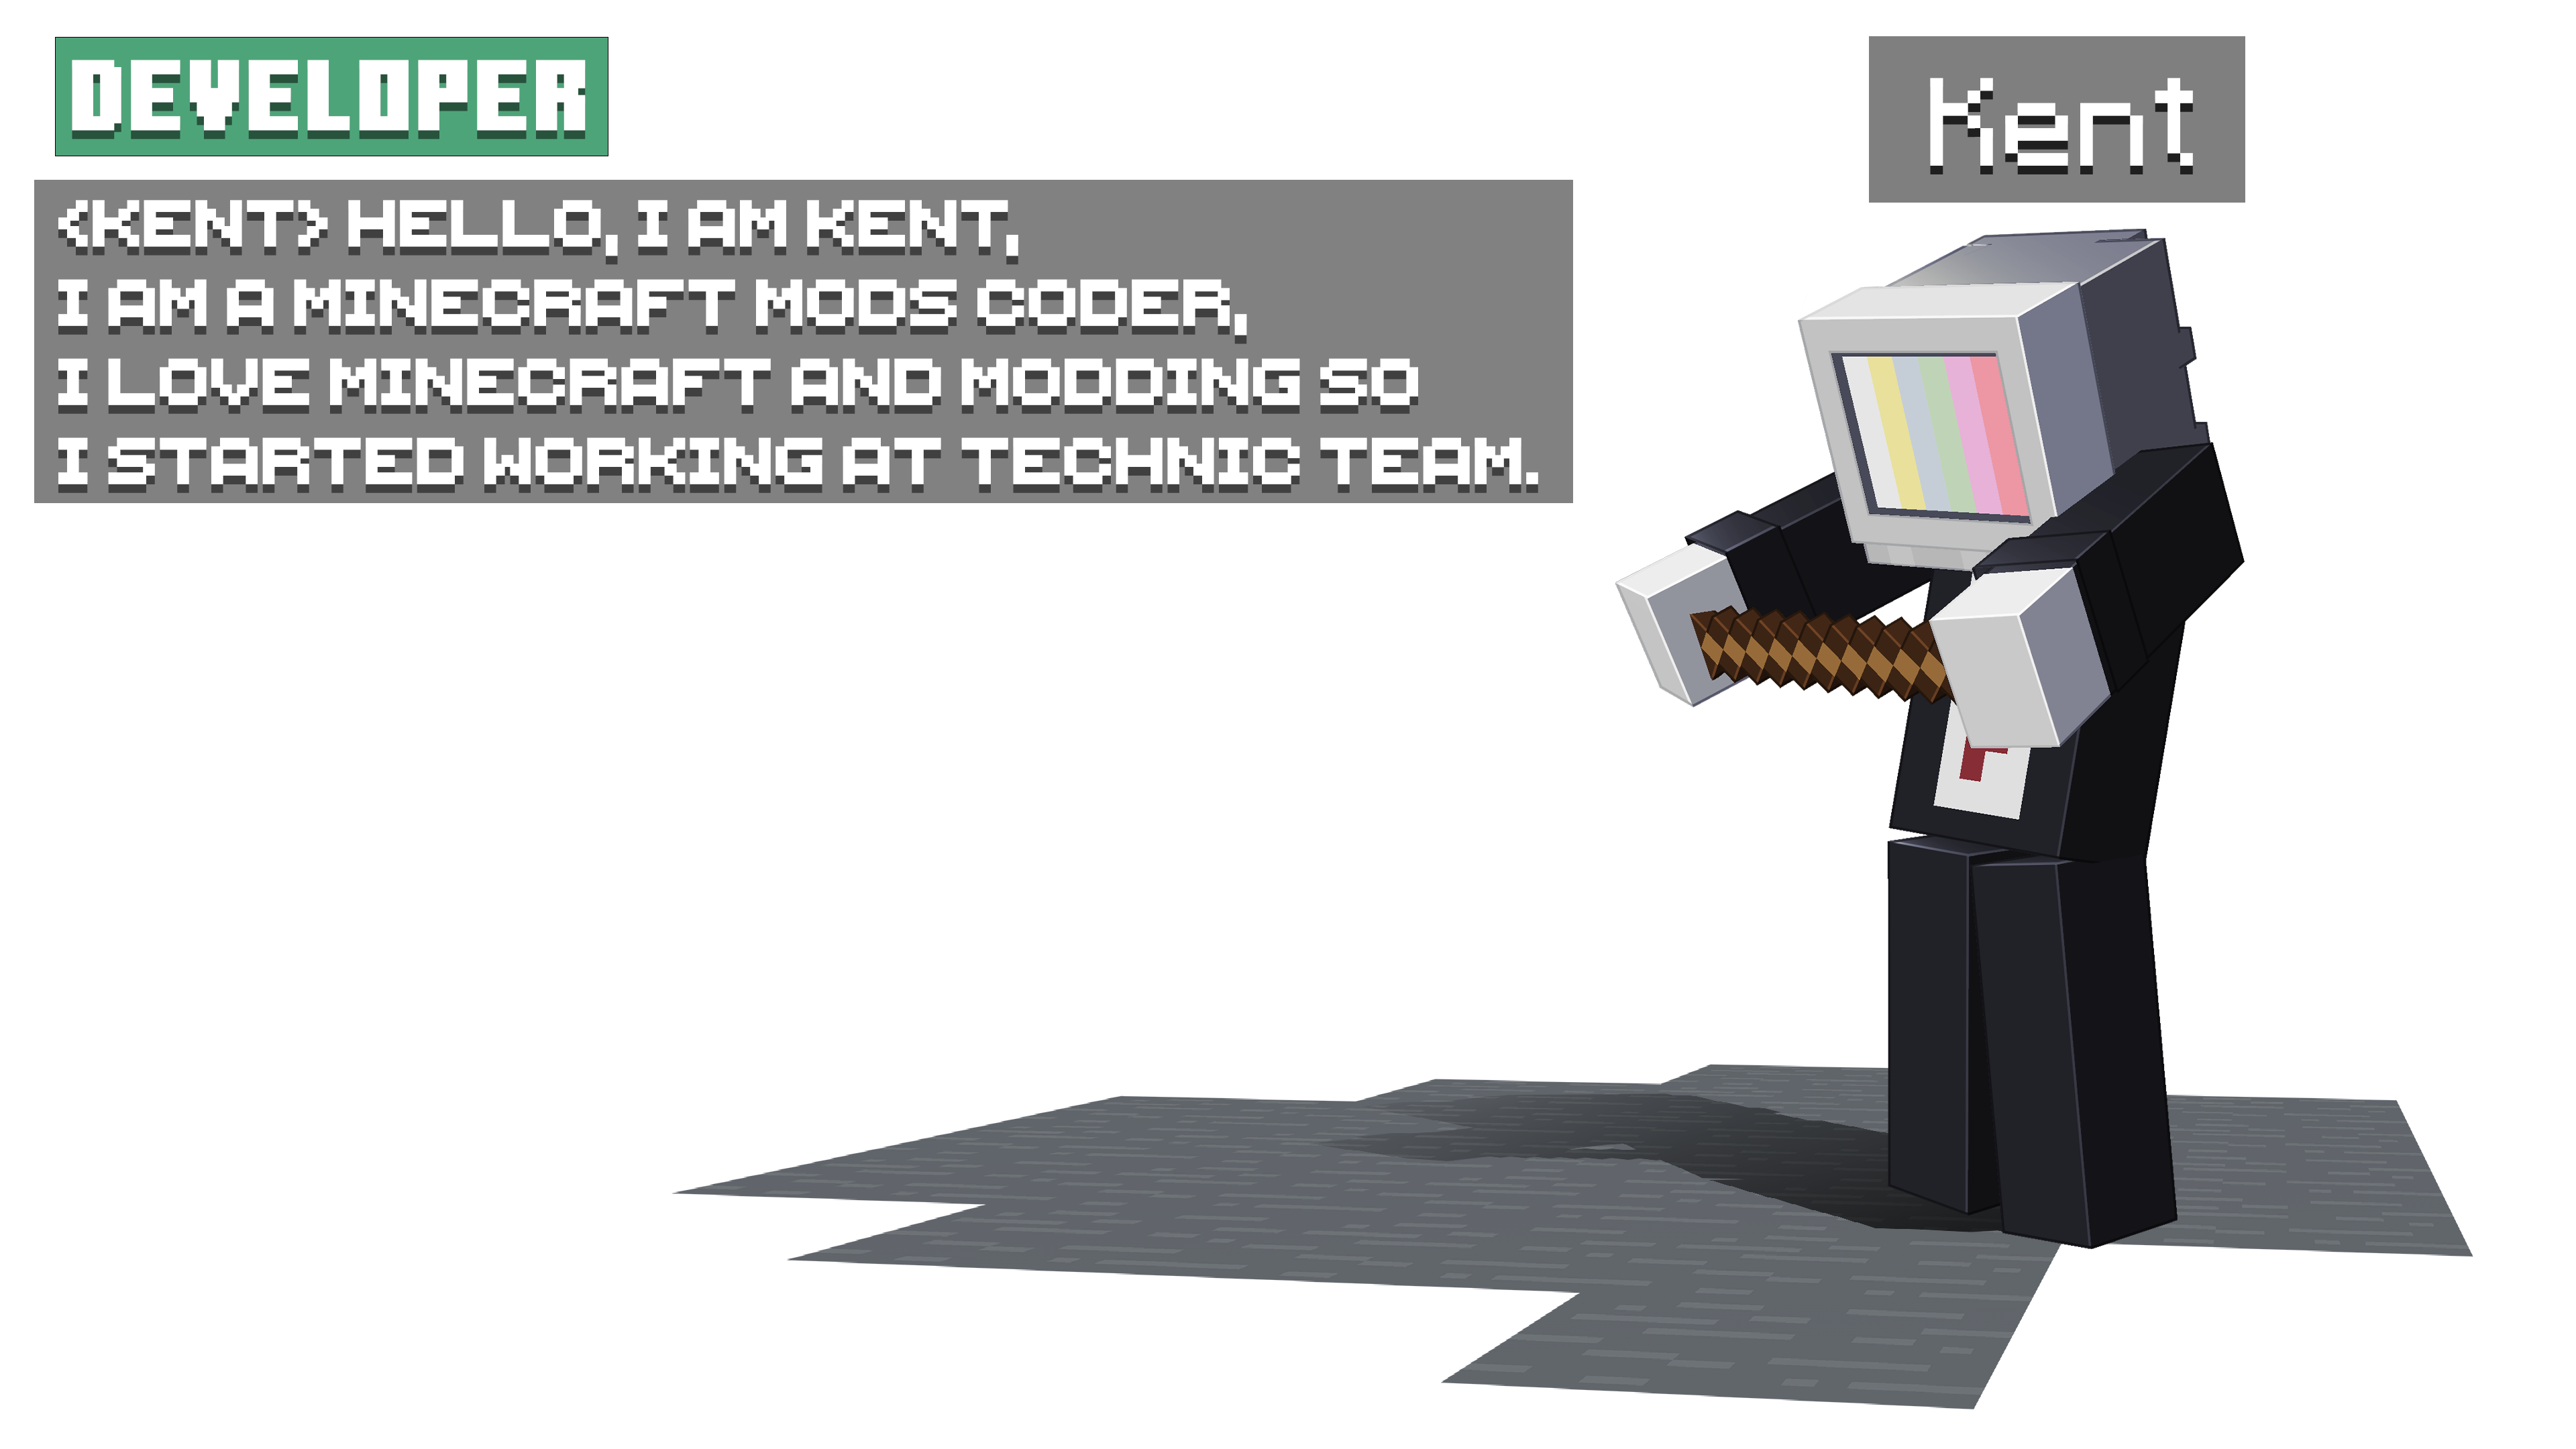 DEVELOPER
Kent
<KENT> HELLO, I AM KENT,
I AM A MINECRAFT MODS CODER,
I LOVE MINECRAFT AND MODDING SO
I STARTED WORKING AT TECHNIC TEAM.